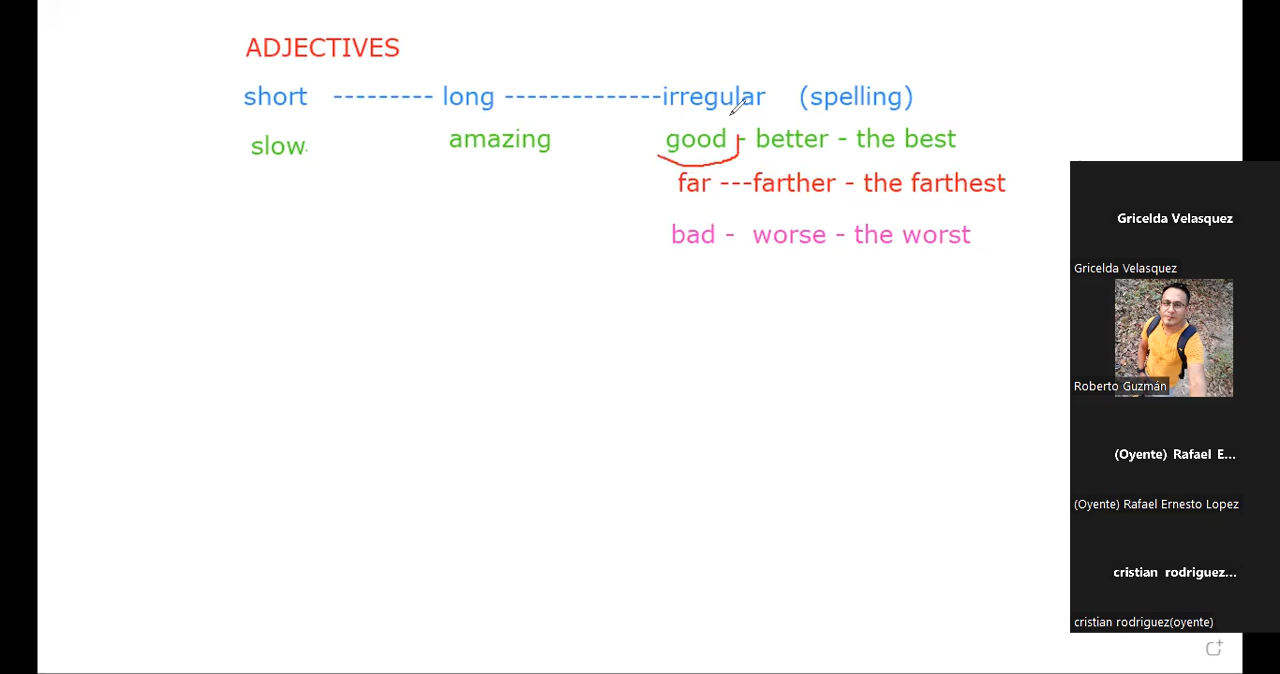 ADJECTIVES
short --------- long --------------irregular (spelling)
slow amazing good - better - the best
far ---farther - the farthest
bad - worse - the worst
Gricelda Velasquez
Gricelda Velasquez
Roberto Guzmán
(Oyente) Rafael E...
(Oyente) Rafael Ernesto Lopez
cristian rodriguez...
cristian rodriguez(oyente)